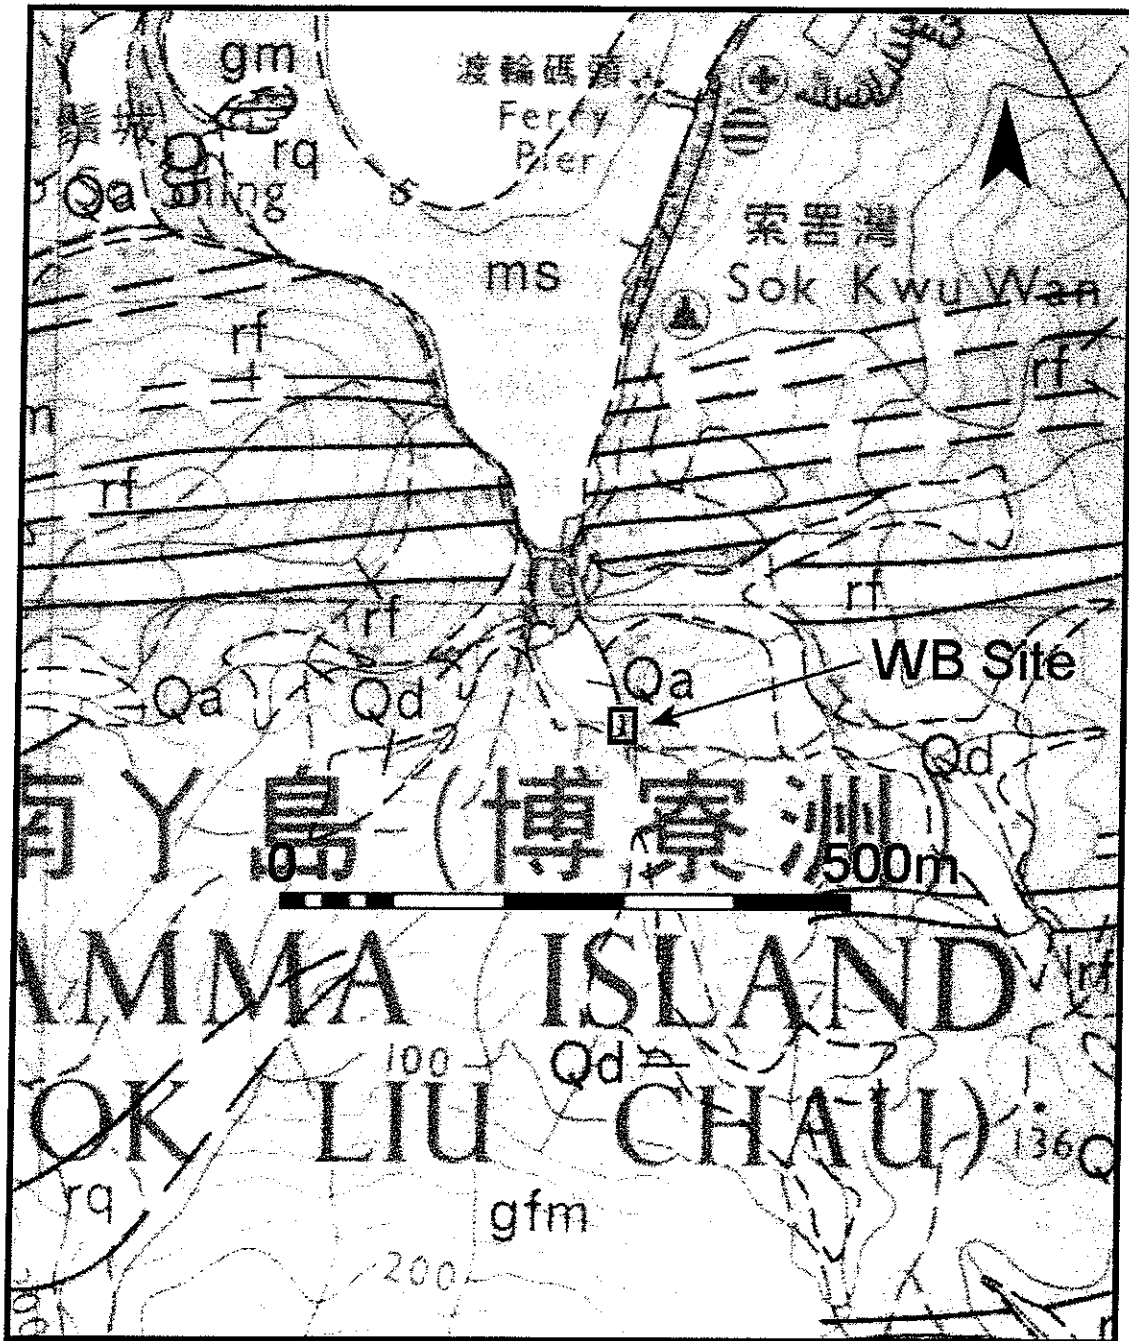 gm
渡輪碼頭
Ferry
Pier
rq
Qa
ms
索罟灣
Sok Kwu Wan
rf
rf
m
rf
rf
rf
WB Site
Qa
Qa
Qd
Qd
南丫島(博寮洲)
0
500m
AMMA ISLAND
rf
100
Qd
OK LIU CHAU)
136
Q
rq
gfm
200